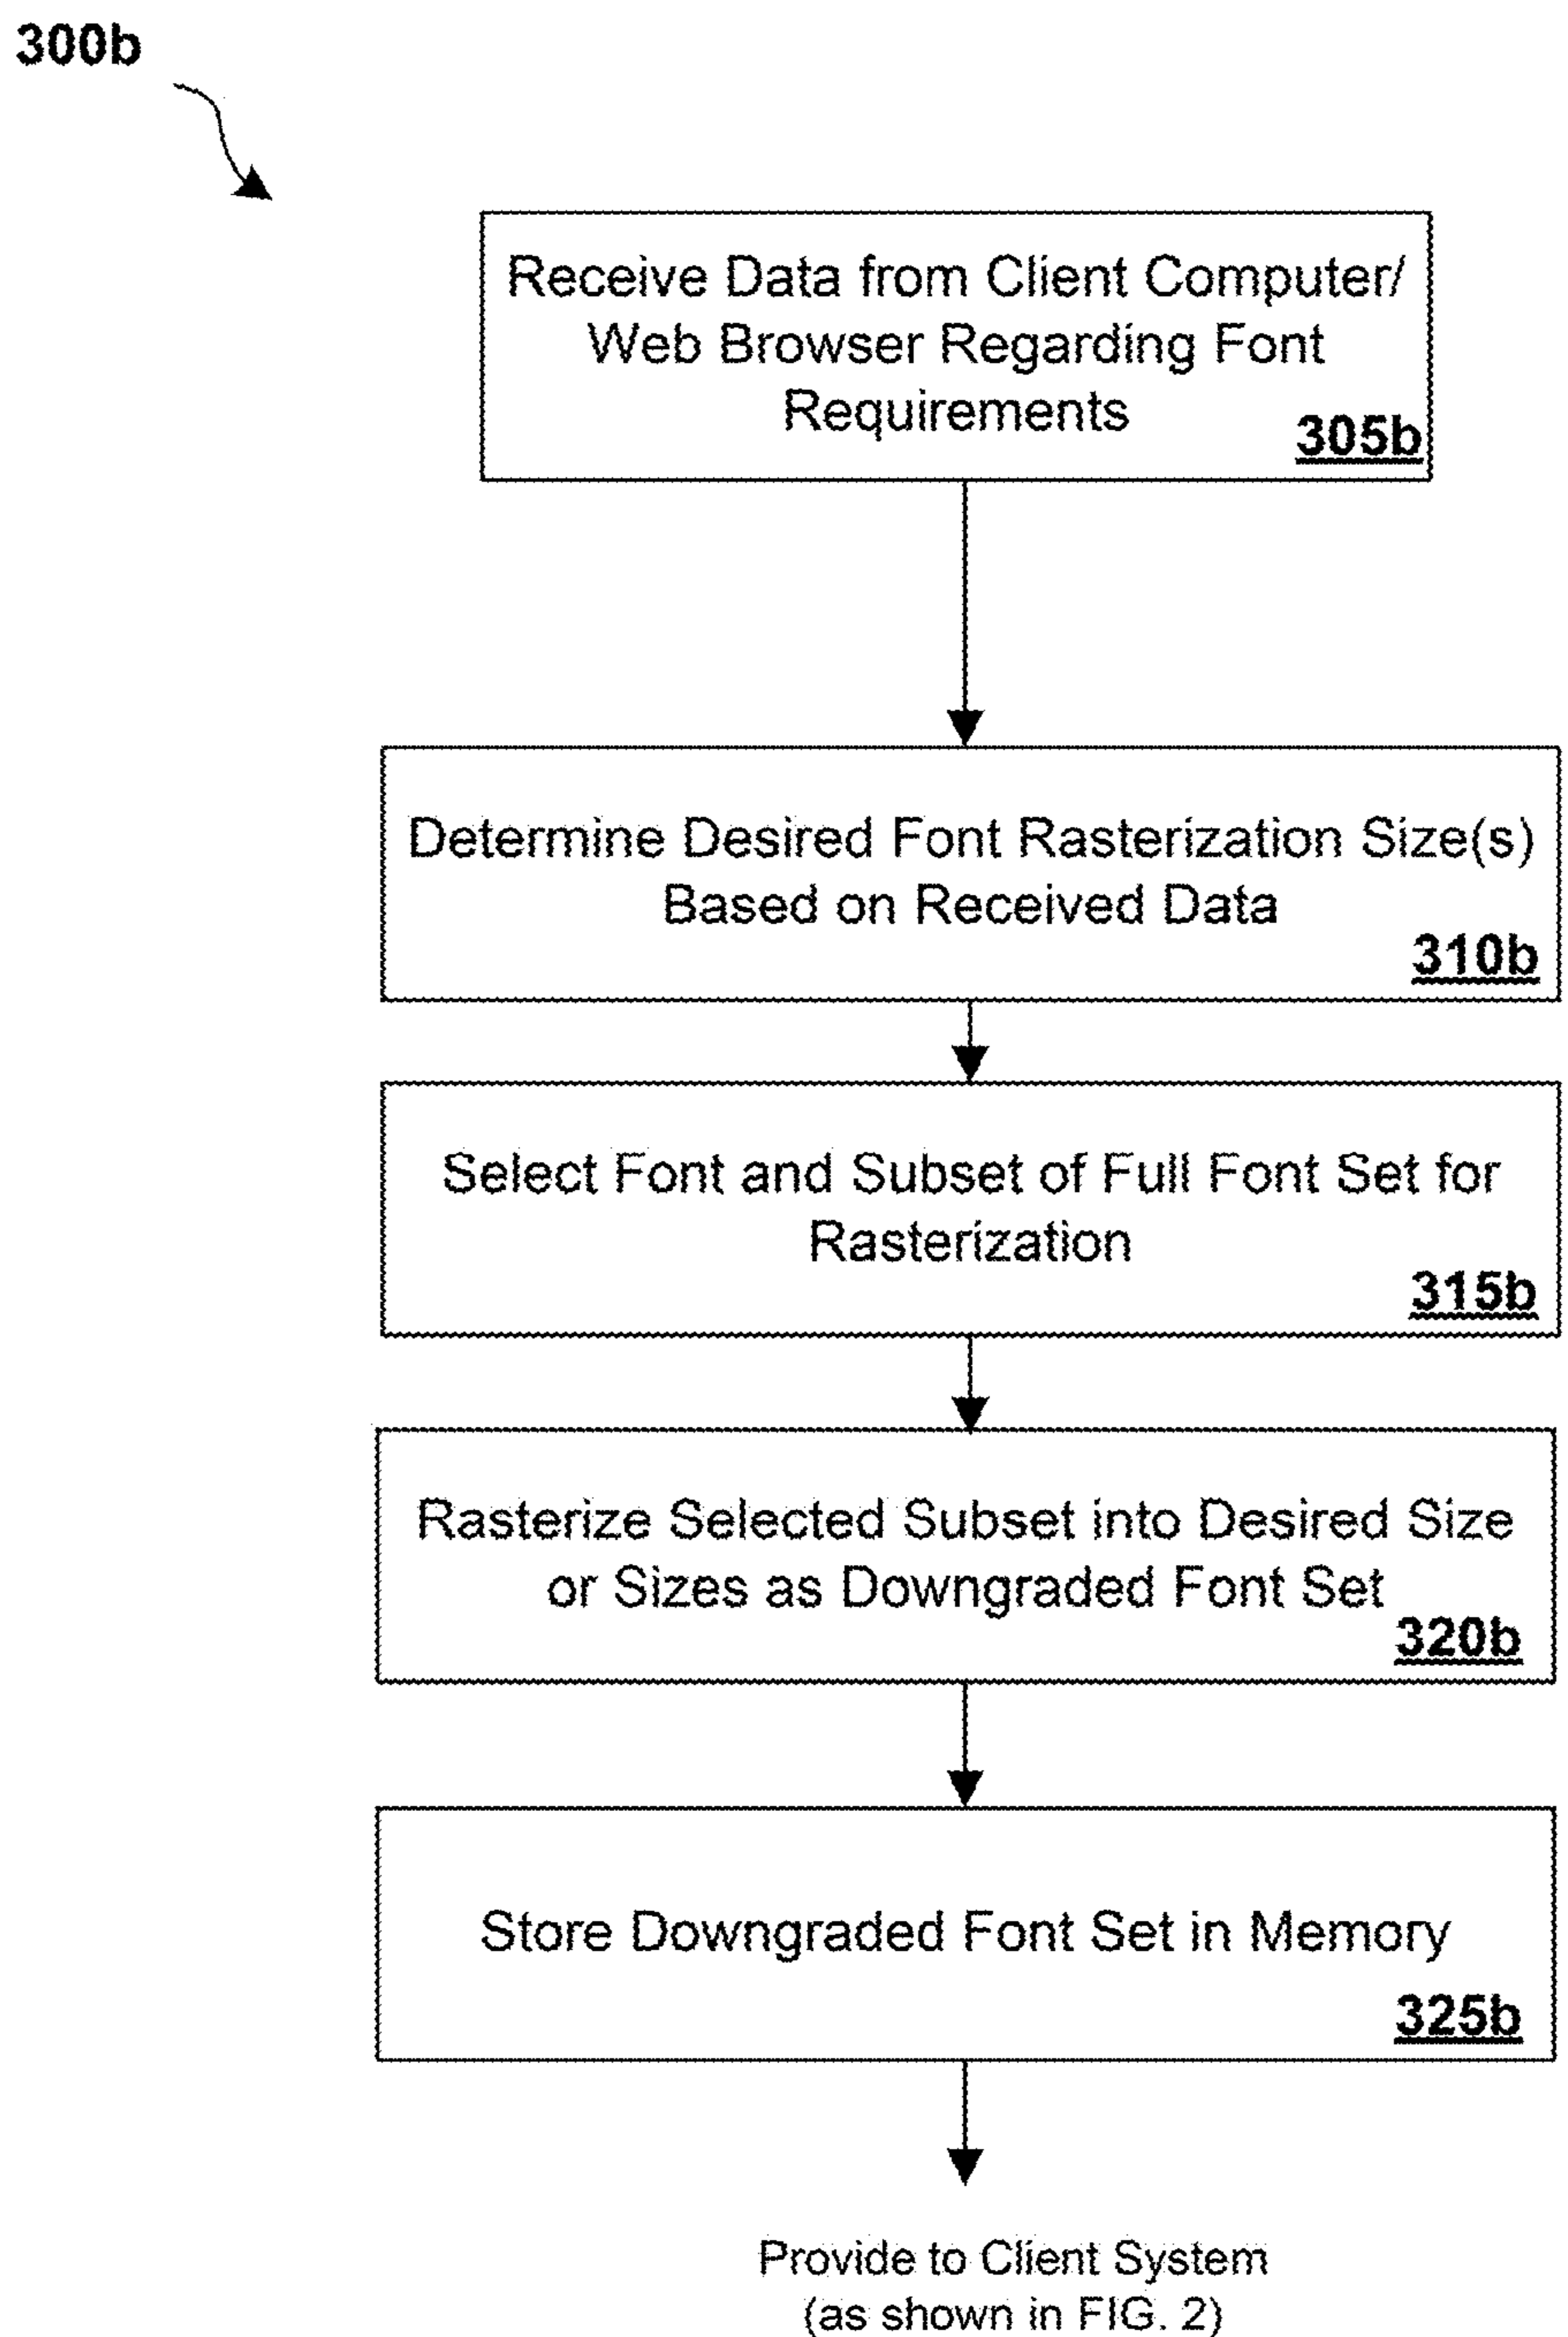 300b
Receive Data from Client Computer/
Web Browser Regarding Font
Requirements
305b
Determine Desired Font Rasterization Size(s)
Based on Received Data
310b
Select Font and Subset of Full Font Set for
Rasterization
315b
Rasterize Selected Subset into Desired Size
or Sizes as Downgraded Font Set
320b
Store Downgraded Font Set in Memory
325b
Provide to Client System
(as shown in FIG. 2)